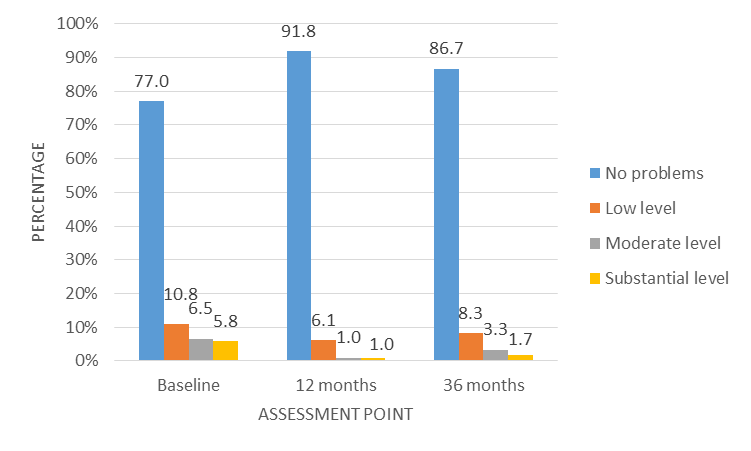 100%
90%
80%
70%
60%
50%
40%
30%
20%
10%
0%
PERCENTAGE
77.0
10.8
6.5
5.8
91.8
6.1
1.0
1.0
86.7
8.3
3.3
1.7
Baseline
12 months
36 months
ASSESSMENT POINT
No problems
Low level
Moderate level
Substantial level